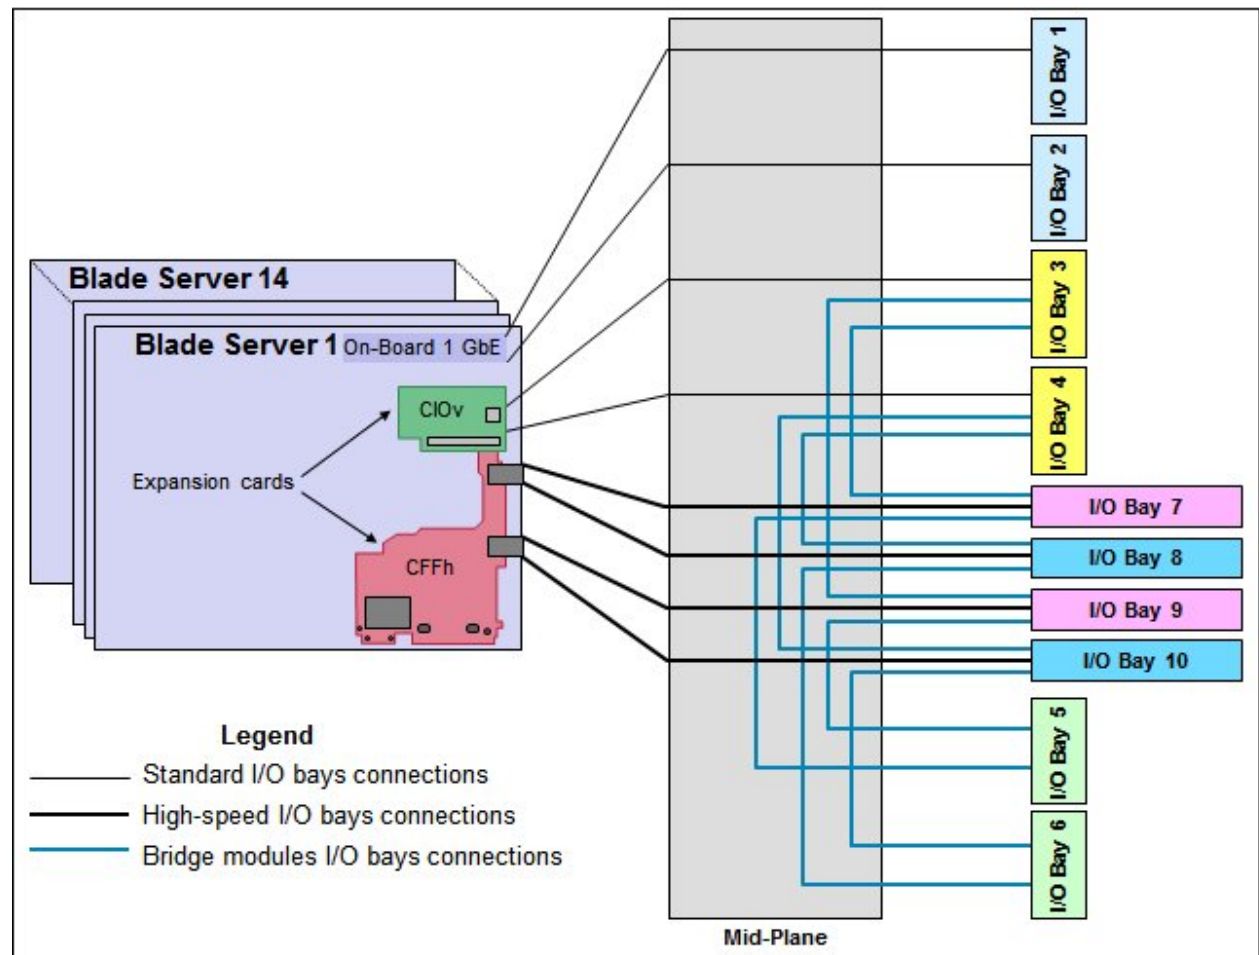 I/O Bay 1
I/O Bay 2
Blade Server 14
Blade Server 1
On-Board 1 GbE
I/O Bay 3
CIOv
I/O Bay 4
Expansion cards
I/O Bay 7
CFFh
I/O Bay 8
I/O Bay 9
I/O Bay 10
I/O Bay 5
I/O Bay 6
Legend
Standard I/O bays connections
High-speed I/O bays connections
Bridge modules I/O bays connections
Mid-Plane